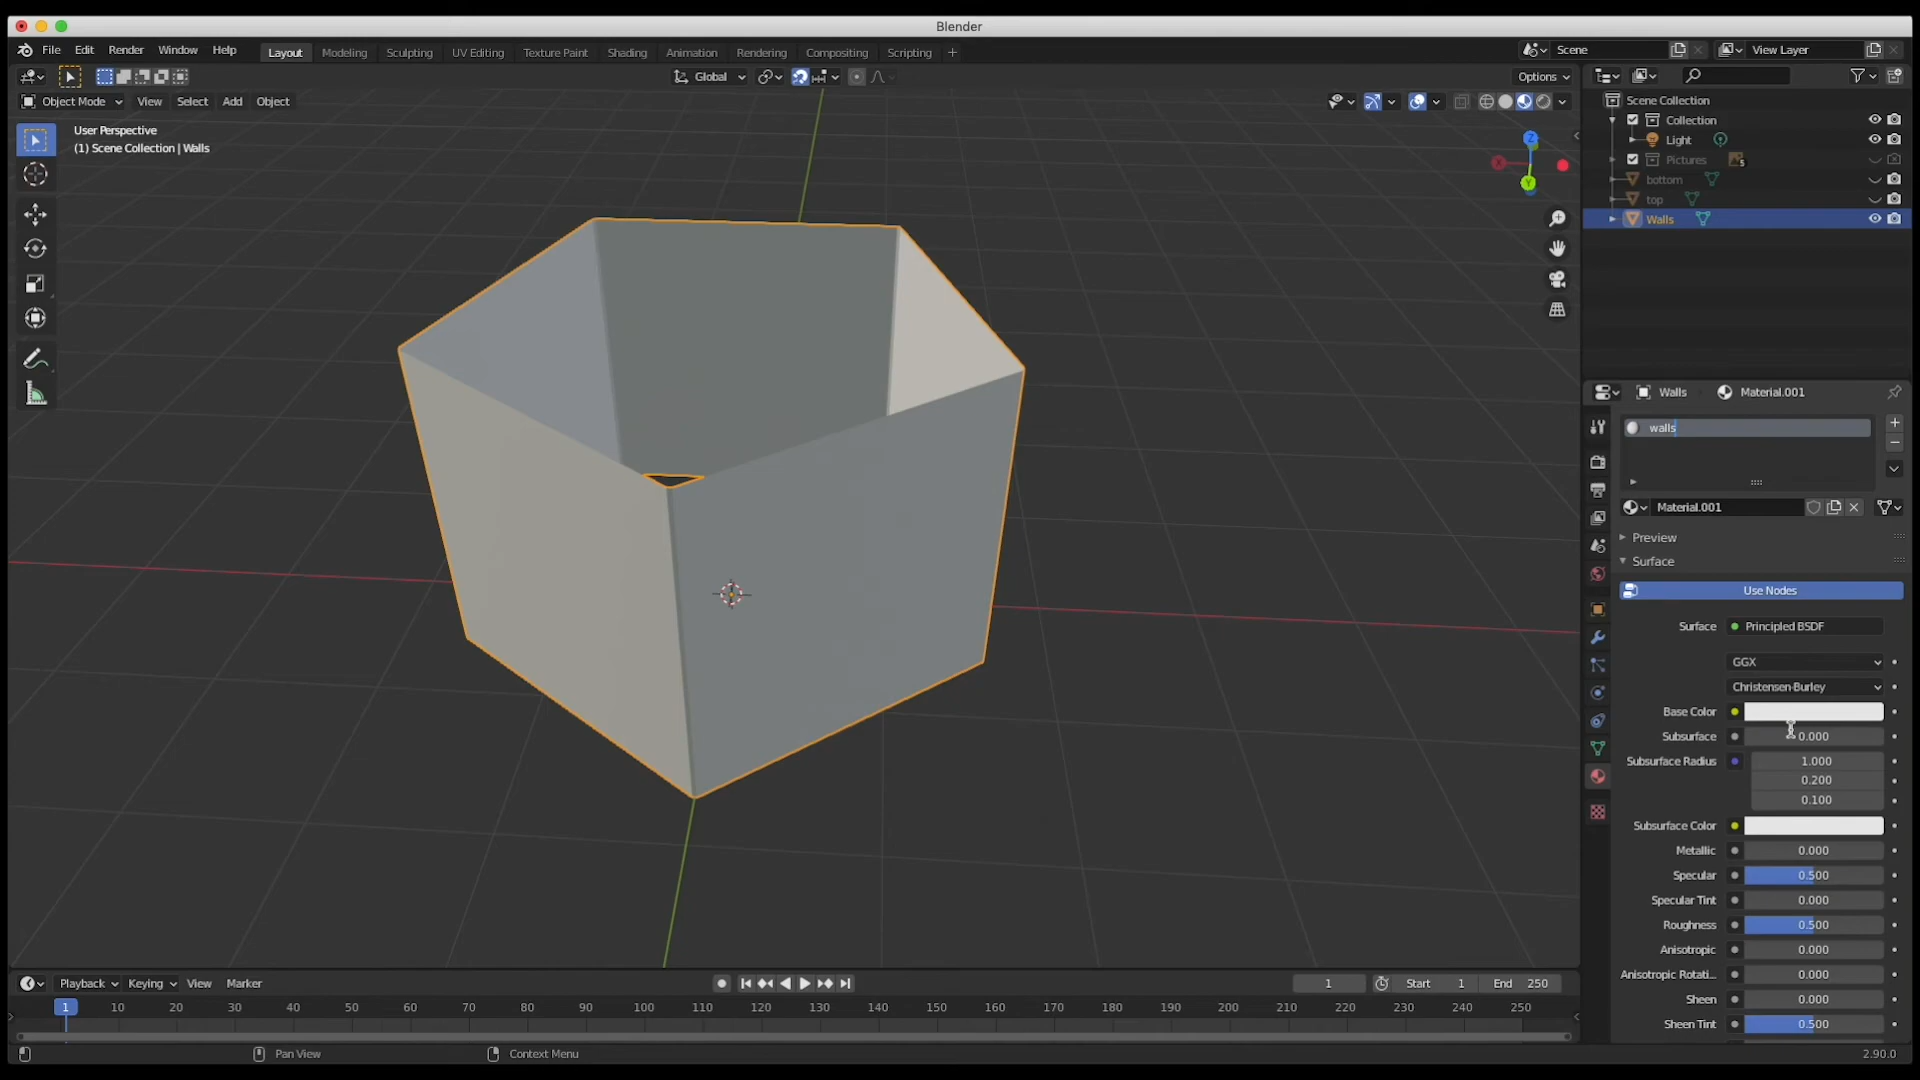 Blender
File Edit Render Window Help
Layout Modeling Sculpting UV Editing Texture Paint Shading Animation Rendering Compositing Scripting +
Scene
View Layer
Global
Options
Object Mode View Select Add Object
User Perspective
(1) Scene Collection | Walls
Z
X
Y
Scene Collection
Collection
Light
Pictures 5
bottom
top
Walls
Walls Material.001
walls
Material.001
Preview
Surface
Use Nodes
Surface Principled BSDF
GGX
Christensen-Burley
Base Color
Subsurface 0.000
Subsurface Radius 1.000
0.200
0.100
Subsurface Color
Metallic 0.000
Specular 0.500
Specular Tint 0.000
Roughness 0.500
Anisotropic 0.000
Anisotropic Rotati... 0.000
Sheen 0.000
Sheen Tint 0.500
Playback Keying View Marker
1 Start 1 End 250
1 10 20 30 40 50 60 70 80 90 100 110 120 130 140 150 160 170 180 190 200 210 220 230 240 250
Pan View Context Menu
2.90.0